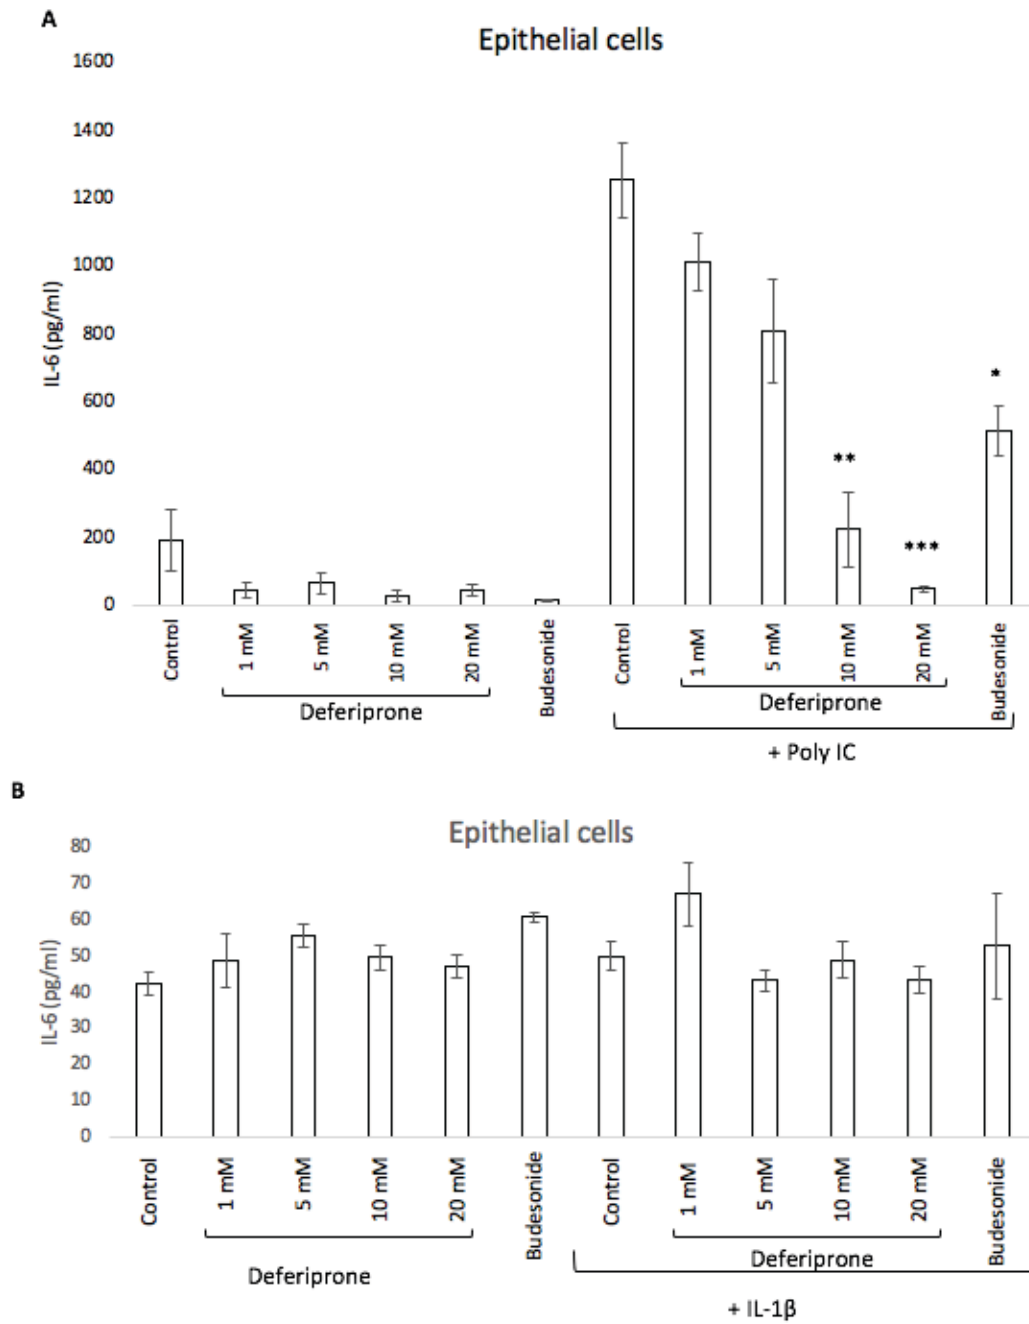 A
Epithelial cells
1600
1400
1200
1000
800
600
400
200
0
IL-6 (pg/ml)
*
**
***
Control
1 mM
5 mM
10 mM
20 mM
Budesonide
Control
1 mM
5 mM
10 mM
20 mM
Budesonide
Deferiprone
Deferiprone
+ Poly IC
B
Epithelial cells
80
70
60
50
40
30
20
10
0
IL-6 (pg/ml)
Control
1 mM
5 mM
10 mM
20 mM
Budesonide
Control
1 mM
5 mM
10 mM
20 mM
Budesonide
Deferiprone
Deferiprone
+ IL-1β